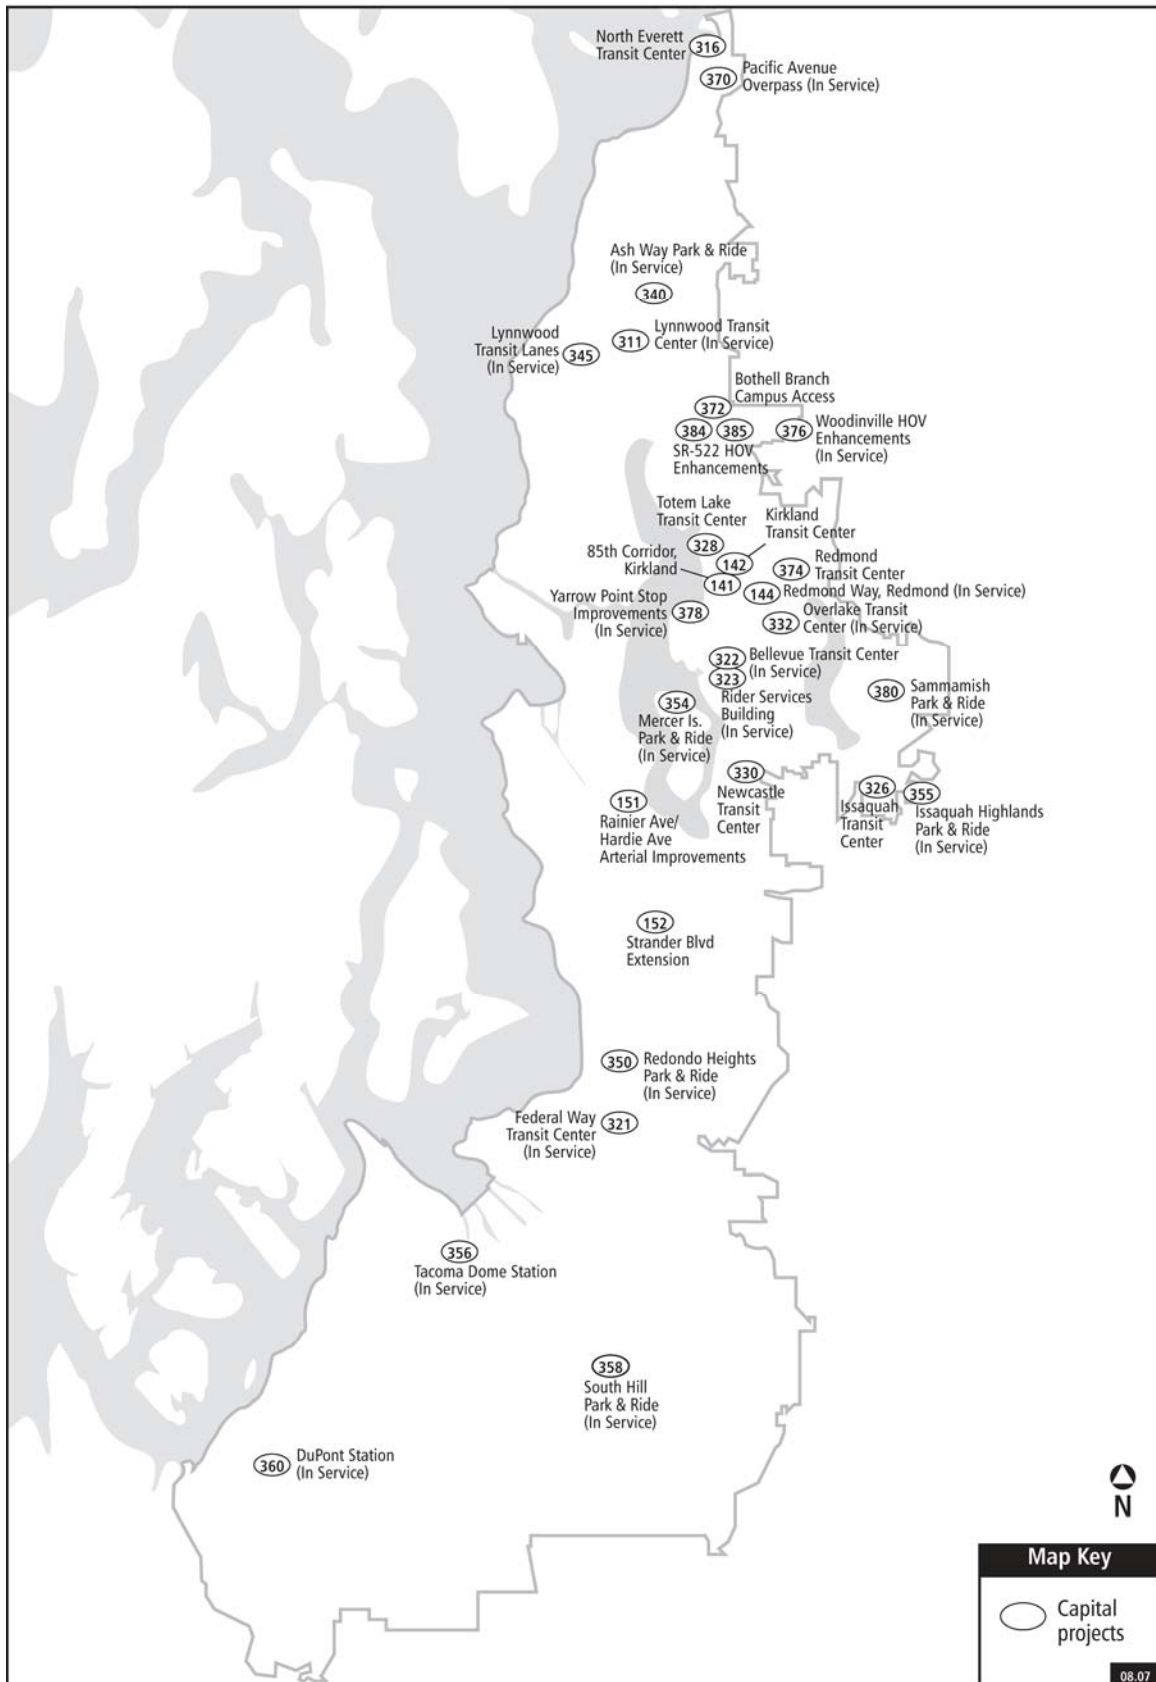 North Everett
Transit Center
316
370
Pacific Avenue
Overpass (In Service)
Ash Way Park & Ride
(In Service)
340
Lynnwood
Transit Lanes
(In Service)
345
311
Lynnwood Transit
Center (In Service)
Bothell Branch
Campus Access
372
384
385
SR-522 HOV
Enhancements
376
Woodinville HOV
Enhancements
(In Service)
Totem Lake
Transit Center
328
Kirkland
Transit Center
142
85th Corridor,
Kirkland
141
374
Redmond
Transit Center
144
Redmond Way, Redmond (In Service)
Yarrow Point Stop
Improvements
(In Service)
378
332
Overlake Transit
Center (In Service)
322
Bellevue Transit Center
(In Service)
323
Rider Services
Building
(In Service)
354
Mercer Is.
Park & Ride
(In Service)
380
Sammamish
Park & Ride
(In Service)
330
Newcastle
Transit
Center
326
Issaquah
Transit
Center
355
Issaquah Highlands
Park & Ride
(In Service)
151
Rainier Ave/
Hardie Ave
Arterial Improvements
152
Strander Blvd
Extension
350
Redondo Heights
Park & Ride
(In Service)
Federal Way
Transit Center
(In Service)
321
356
Tacoma Dome Station
(In Service)
358
South Hill
Park & Ride
(In Service)
360
DuPont Station
(In Service)
N
Map Key
Capital
projects
08.07